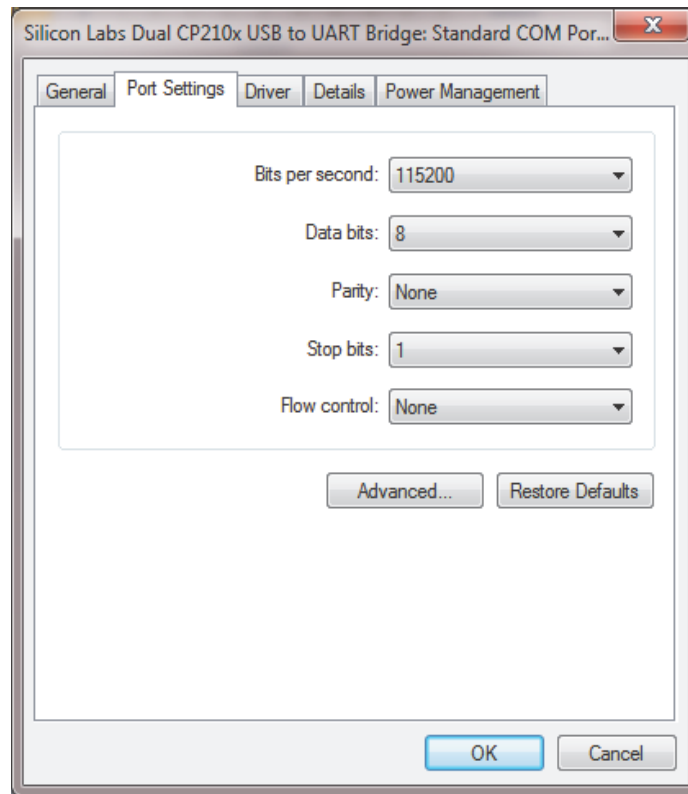 Silicon Labs Dual CP210x USB to UART Bridge: Standard COM Por...
General Port Settings Driver Details Power Management
Bits per second: 115200
Data bits: 8
Parity: None
Stop bits: 1
Flow control: None
Advanced... Restore Defaults
OK Cancel